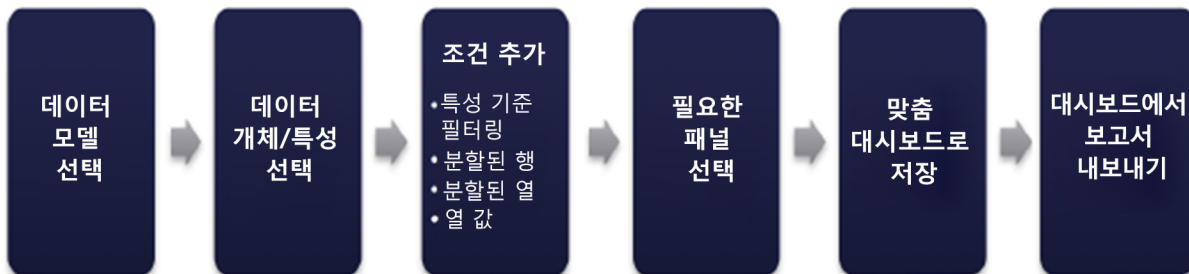 데이터
모델
선택
데이터
개체/특성
선택
조건 추가
•특성 기준
필터링
•분할된 행
•분할된 열
•열 값
필요한
패널
선택
맞춤
대시보드로
저장
대시보드에서
보고서
내보내기